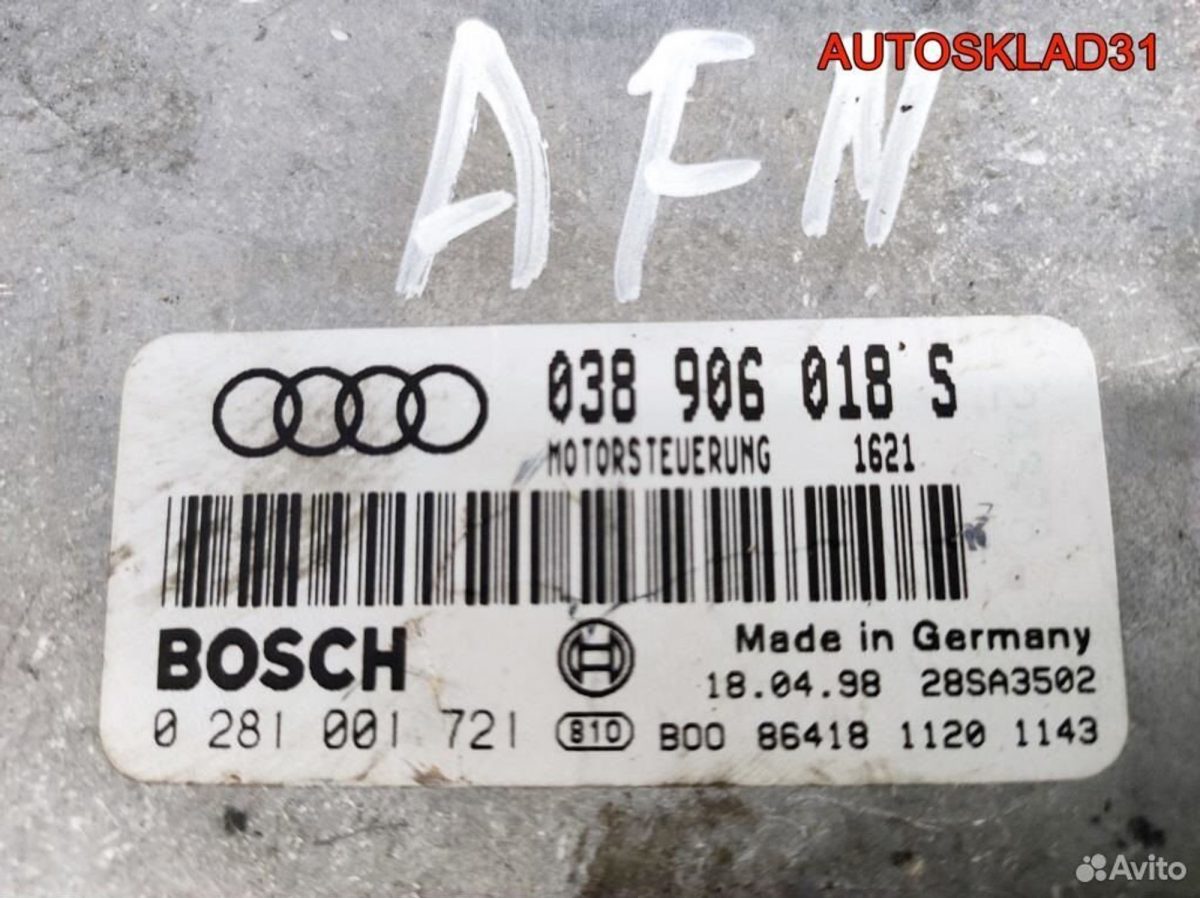 AUTOSKLAD31
AFN
038 906 018 S
MOTORSTEUERUNG 1621
BOSCH
Made in Germany
18.04.98 28SA3502
0 281 001 721 810 B00 86418 1120 1143
Avito